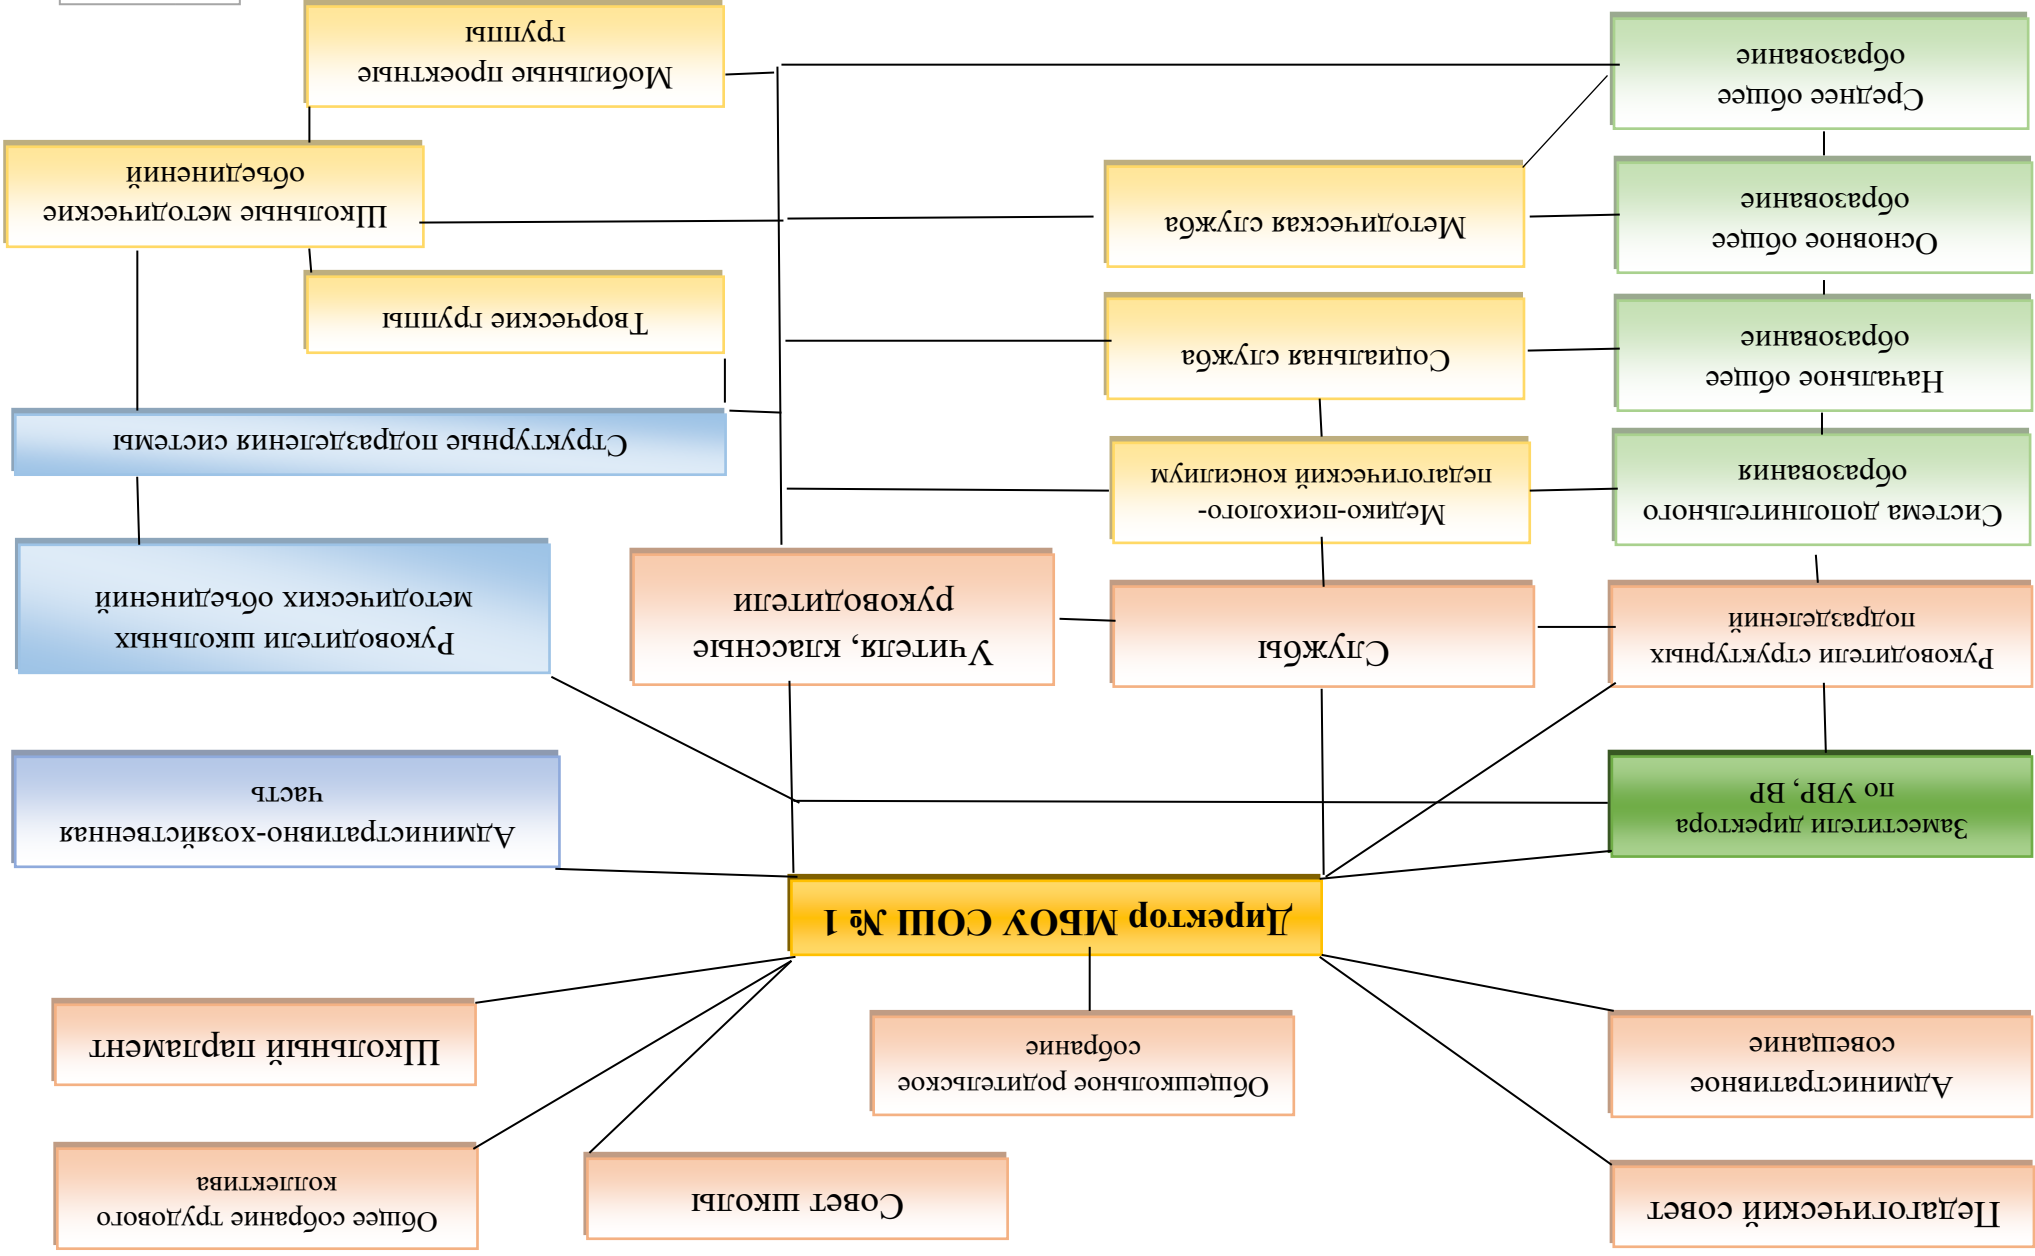 Педагогический совет
Совет школы
Общее собрание трудового
коллектива
Административное
совещание
Общешкольное родительское
собрание
Школьный парламент
Директор МБОУ СОШ № 1
Заместители директора
по УВР, ВР
Административно-хозяйственная
часть
Руководители структурных
подразделений
Службы
Учителя, классные
руководители
Руководители школьных
методических объединений
Система дополнительного
образования
Медико-психолого-
педагогический консилиум
Структурные подразделения системы
Начальное общее
образование
Социальная служба
Творческие группы
Основное общее
образование
Методическая служба
Школьные методические
объединений
Среднее общее
образование
Мобильные проектные
группы